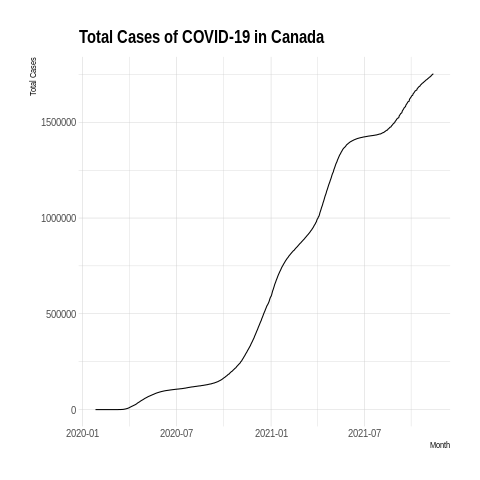 Total Cases of COVID-19 in Canada
Total Cases
1500000
1000000
500000
0
2020-01 2020-07 2021-01 2021-07
Month